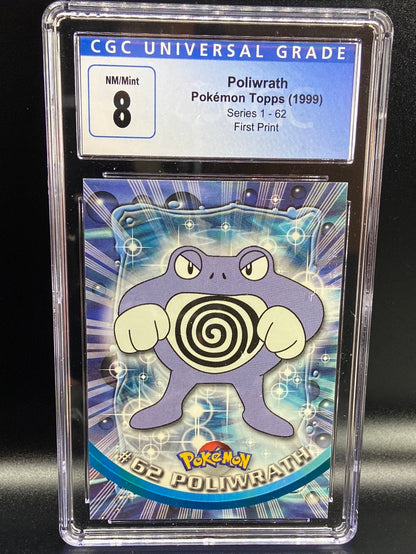 CGC UNIVERSAL GRADE
NM/Mint
8
Poliwrath
Pokémon Topps (1999)
Series 1 - 62
First Print
POKéMON
#62 POLIWRATH